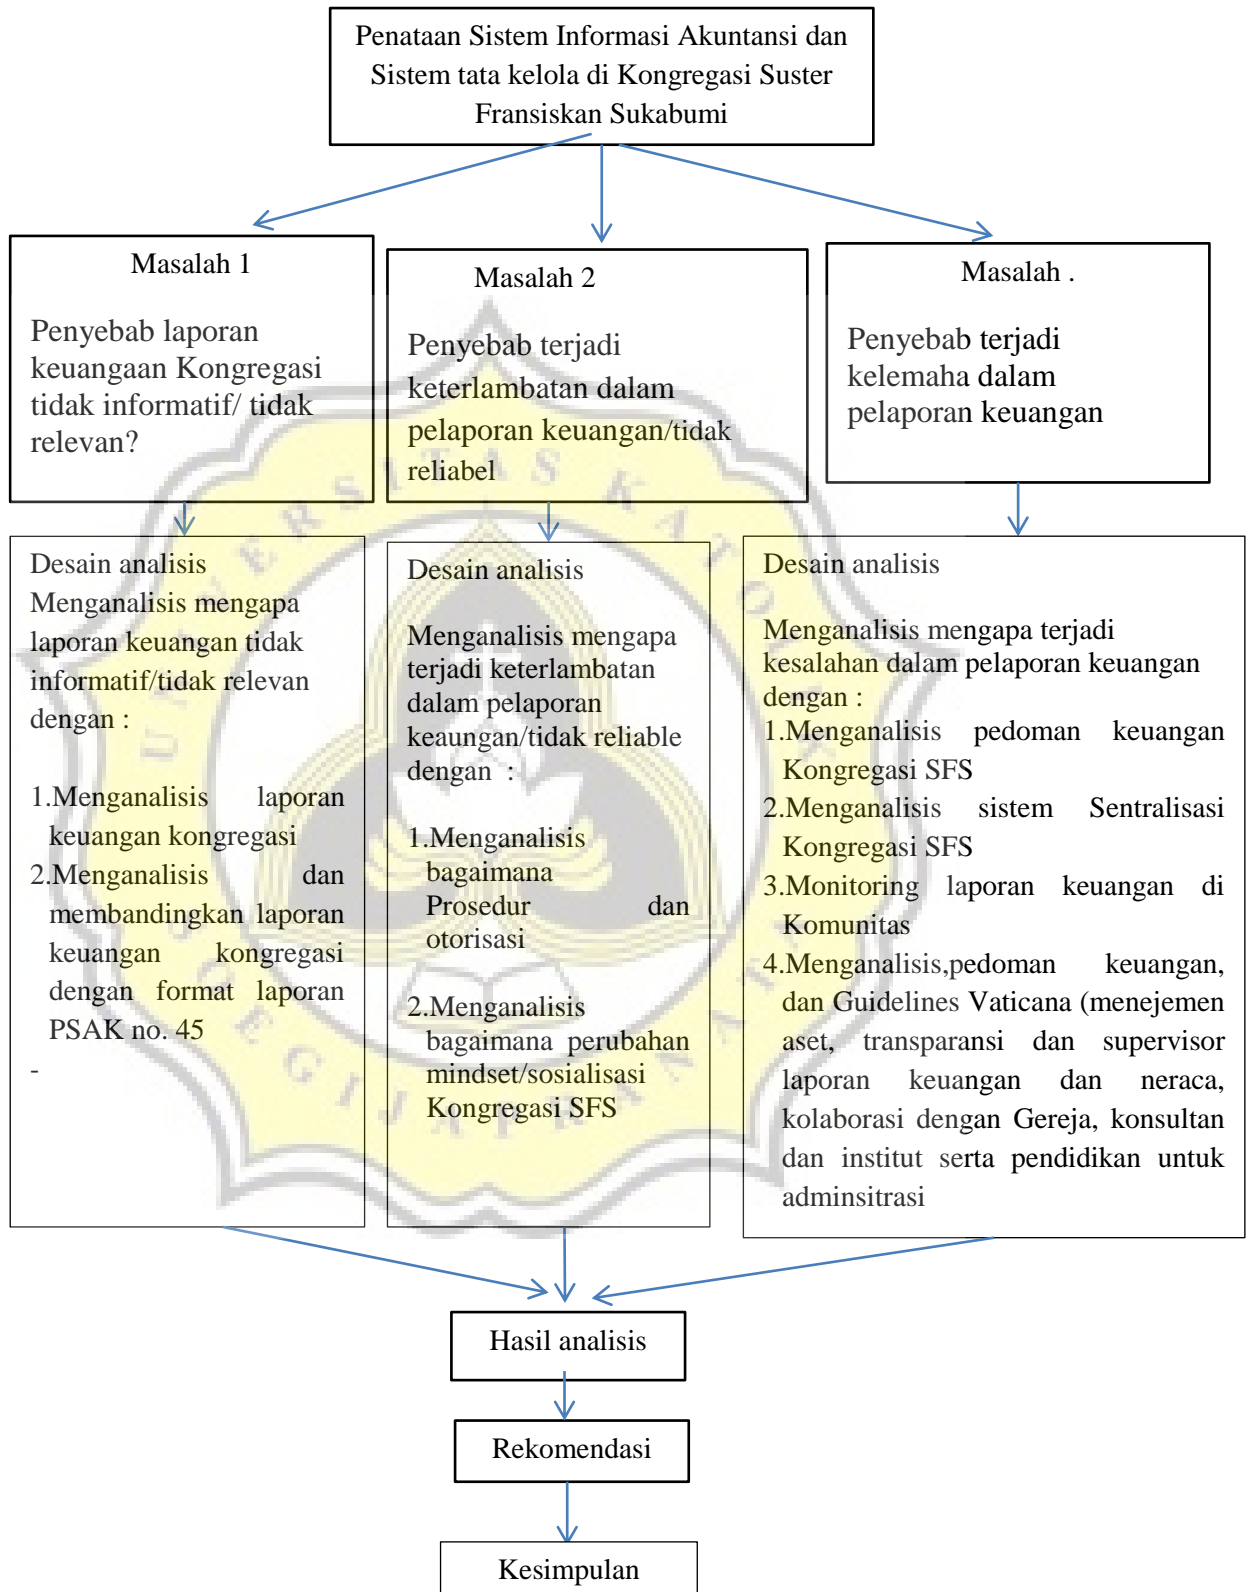 Penataan Sistem Informasi Akuntansi dan
Sistem tata kelola di Kongregasi Suster
Fransiskan Sukabumi
Masalah 1
Penyebab laporan
keuangaan Kongregasi
tidak informatif/ tidak
relevan?
Masalah 2
Penyebab terjadi
keterlambatan dalam
pelaporan keuangan/tidak
reliabel
Masalah .
Penyebab terjadi
kelemaha dalam
pelaporan keuangan
Desain analisis
Menganalisis mengapa
laporan keuangan tidak
informatif/tidak relevan
dengan :
1.Menganalisis laporan
keuangan kongregasi
2.Menganalisis dan
membandingkan laporan
keuangan kongregasi
dengan format laporan
PSAK no. 45
-
Desain analisis
Menganalisis mengapa
terjadi keterlambatan
dalam pelaporan
keaungan/tidak reliable
dengan :
1.Menganalisis
bagaimana
Prosedur dan
otorisasi
2.Menganalisis
bagaimana perubahan
mindset/sosialisasi
Kongregasi SFS
Desain analisis
Menganalisis mengapa terjadi
kesalahan dalam pelaporan keuangan
dengan :
1.Menganalisis pedoman keuangan
Kongregasi SFS
2.Menganalisis sistem Sentralisasi
Kongregasi SFS
3.Monitoring laporan keuangan di
Komunitas
4.Menganalisis,pedoman keuangan,
dan Guidelines Vaticana (menejemen
aset, transparansi dan supervisor
laporan keuangan dan neraca,
kolaborasi dengan Gereja, konsultan
dan institut serta pendidikan untuk
adminsitrasi
Hasil analisis
Rekomendasi
Kesimpulan
UNIVERSITAS KATOLIK
SOEGIJAPRANATA